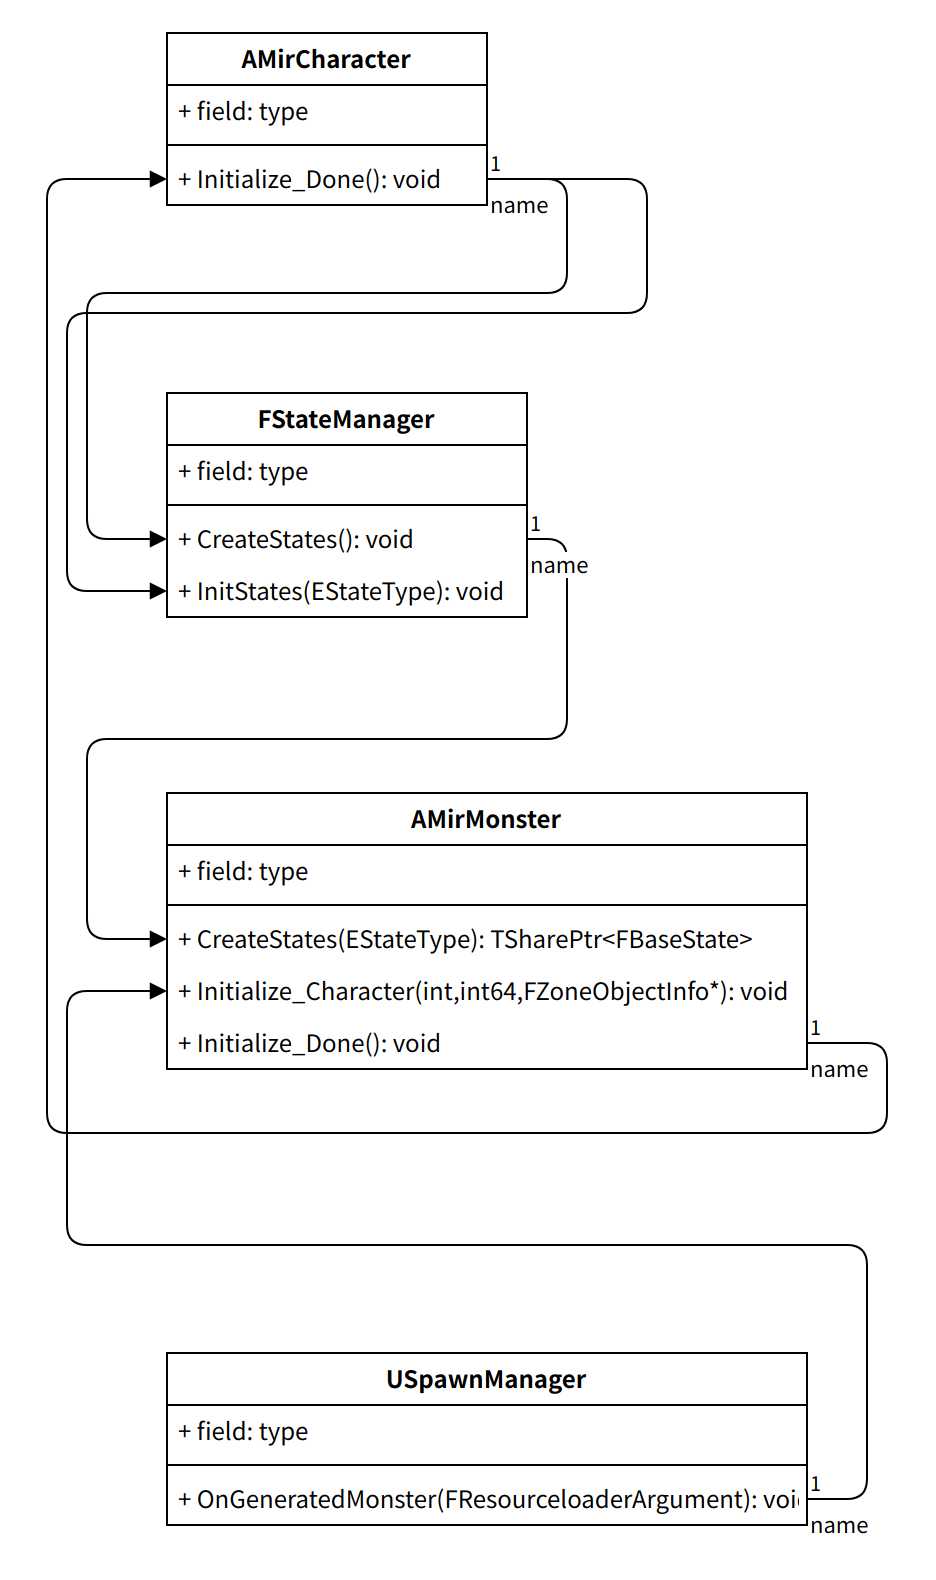 AMirCharacter
+ field: type
+ Initialize_Done(): void
1
name
FStateManager
+ field: type
+ CreateStates(): void
1
name
+ InitStates(EStateType): void
AMirMonster
+ field: type
+ CreateStates(EStateType): TSharePtr<FBaseState>
+ Initialize_Character(int,int64,FZoneObjectInfo*): void
+ Initialize_Done(): void
1
name
USpawnManager
+ field: type
+ OnGeneratedMonster(FResourceloaderArgument): voi
1
name